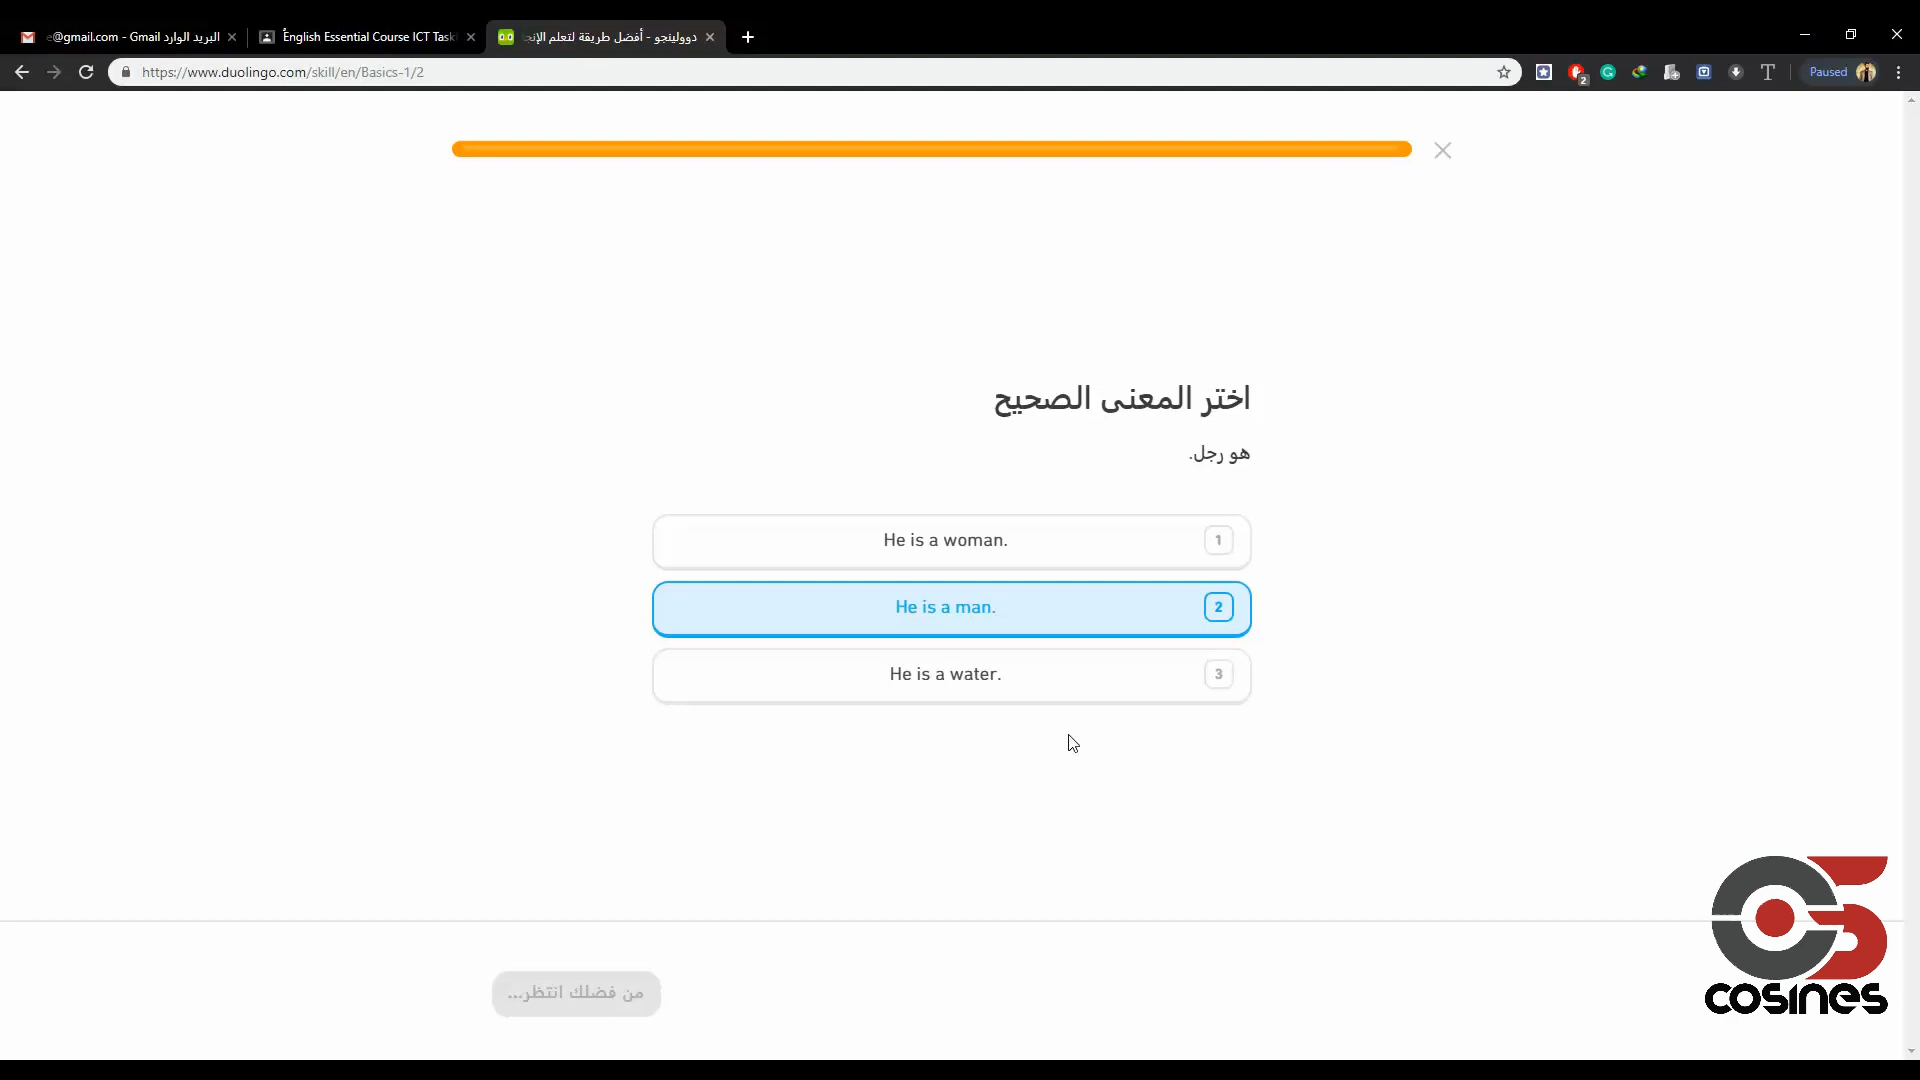 e@gmail.com - Gmail البريد الوارد
English Essential Course ICT Task
دوولينجو - أفضل طريقة لتعلم الإنجا
https://www.duolingo.com/skill/en/Basics-1/2
2
T
Paused
اختر المعنى الصحيح
هو رجل.
He is a woman. 1
He is a man. 2
He is a water. 3
من فضلك انتظر...
COSINES